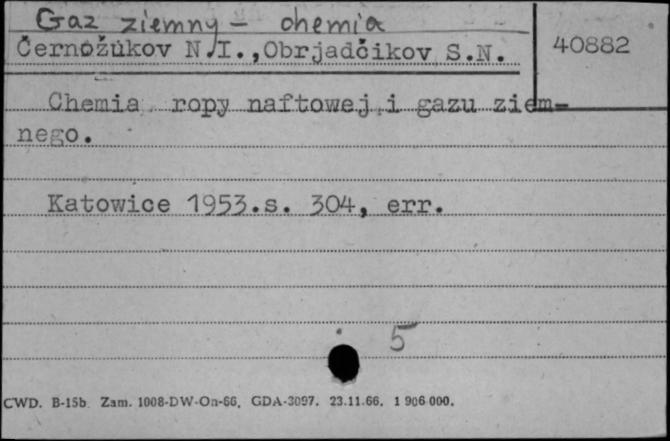 Gaz ziemny - chemia
Černožukov N.I.,Obrjadčikov S.N.
40882
Chemia ropy naftowej i gazu ziem-
nego.
Katowice 1953.s. 304, err.
5
CWD. B-15b. Zam. 1008-DW-On-66. GDA-3097. 23.11.66. 1 906 000.